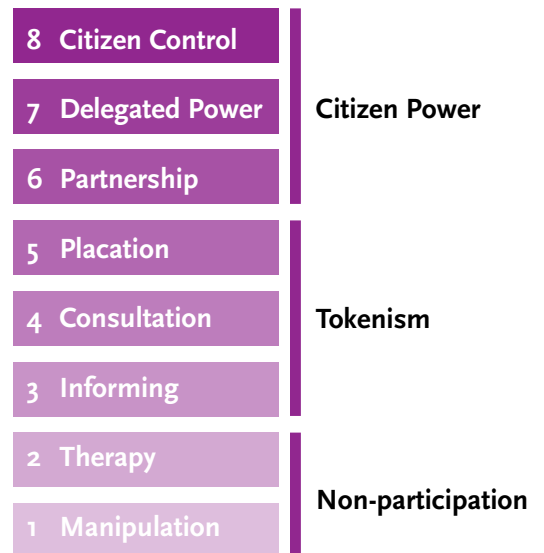 8 Citizen Control
7 Delegated Power
Citizen Power
6 Partnership
5 Placation
4 Consultation
Tokenism
3 Informing
2 Therapy
Non-participation
1 Manipulation